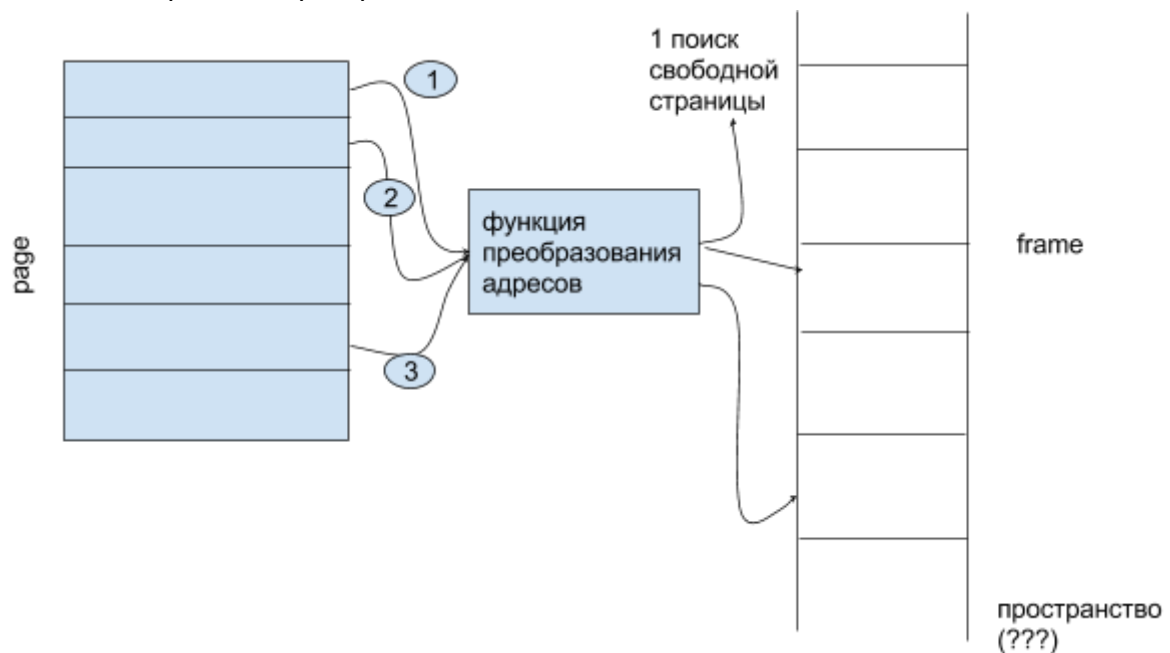 1 поиск
свободной
страницы
1
2
функция
преобразования
адресов
page
frame
3
пространство
(???)